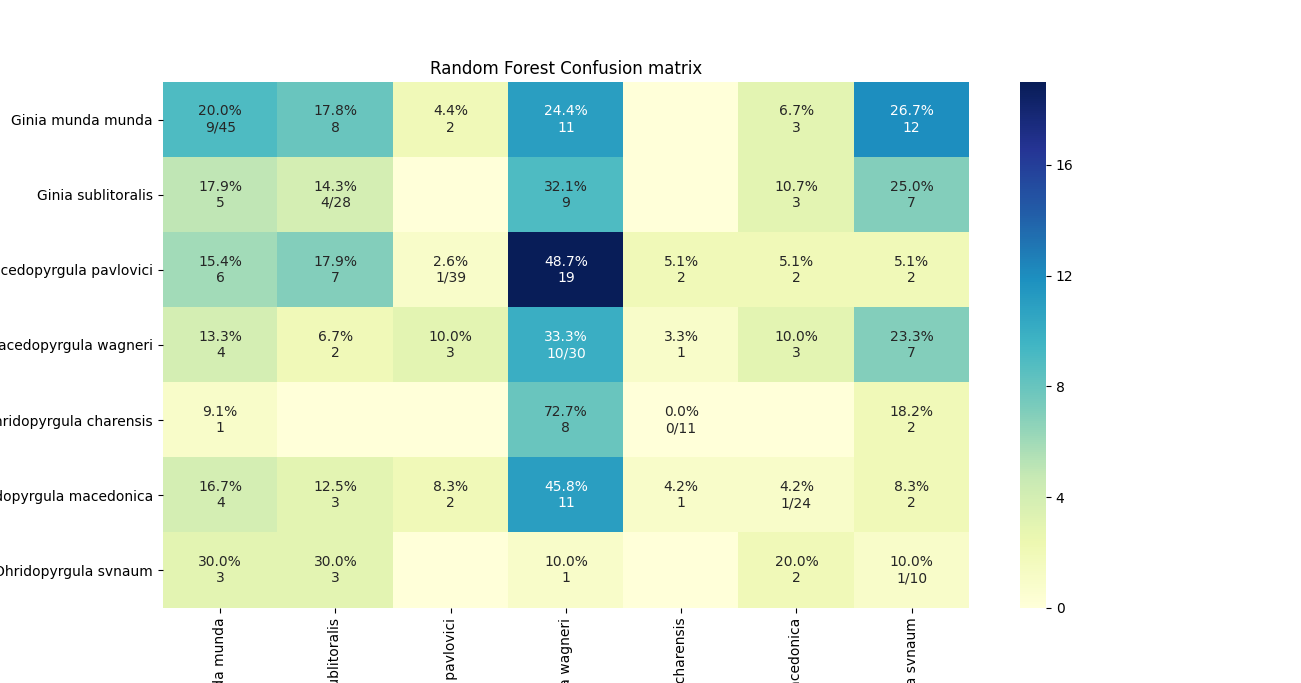 Random Forest Confusion matrix
Ginia munda munda
20.0% 17.8% 4.4% 24.4% 6.7% 26.7%
9/45 8 2 11 3 12
Ginia sublitoralis
17.9% 14.3% 32.1% 10.7% 25.0%
5 4/28 9 3 7
cedopyrgula pavlovici
15.4% 17.9% 2.6% 48.7% 5.1% 5.1% 5.1%
6 7 1/39 19 2 2 2
acedopyrgula wagneri
13.3% 6.7% 10.0% 33.3% 3.3% 10.0% 23.3%
4 2 3 10/30 1 3 7
ridopyrgula charensis
9.1% 72.7% 0.0% 18.2%
1 8 0/11 2
dopyrgula macedonica
16.7% 12.5% 8.3% 45.8% 4.2% 4.2% 8.3%
4 3 2 11 1 1/24 2
Ohridopyrgula svnaum
30.0% 30.0% 10.0% 20.0% 10.0%
3 3 1 2 1/10
16
12
8
4
0
da munda
ublitoralis
pavlovici
a wagneri
charensis
cedonica
a svnaum